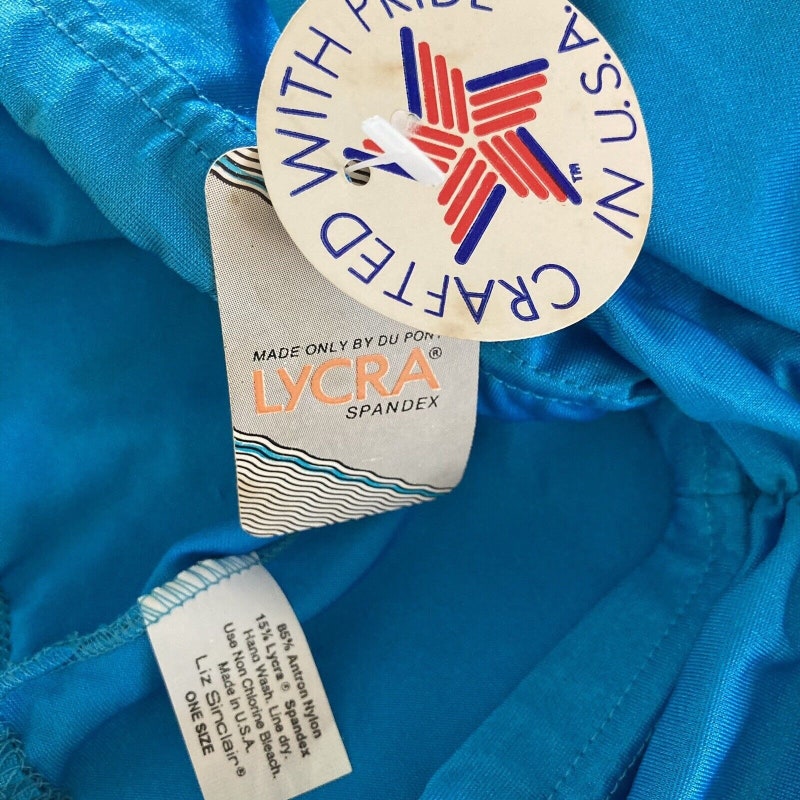 CRAFTED WITH PRIDE IN U.S.A.
TM
MADE ONLY BY DU PONT
LYCRA®
SPANDEX
85% Antron Nylon
15% Lycra® Spandex
Hand Wash. Line dry.
Use Non Chlorine Bleach.
Made in U.S.A.
Liz Sinclair®
ONE SIZE